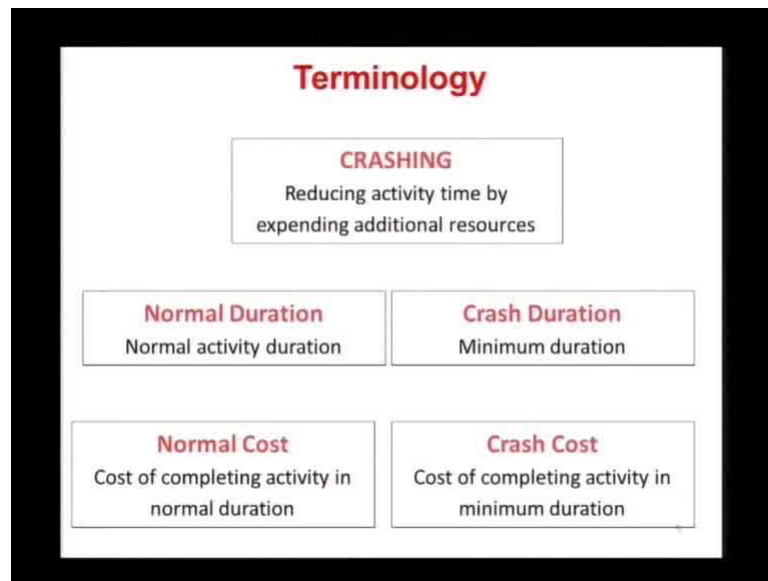 Terminology
CRASHING
Reducing activity time by
expending additional resources
Normal Duration
Normal activity duration
Crash Duration
Minimum duration
Normal Cost
Cost of completing activity in
normal duration
Crash Cost
Cost of completing activity in
minimum duration